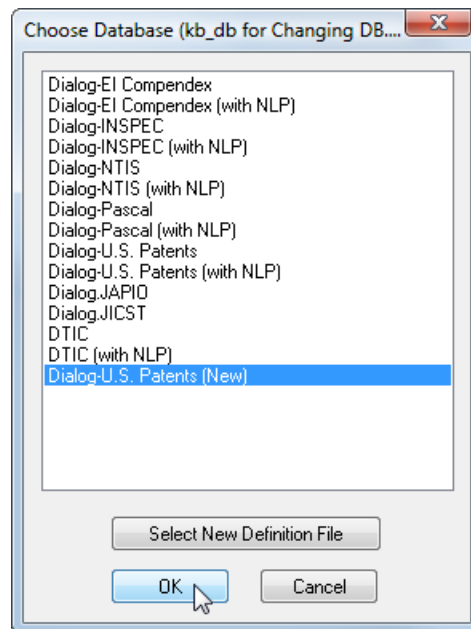 Choose Database (kb_db for Changing DB....
Dialog-EI Compendex
Dialog-EI Compendex (with NLP)
Dialog-INSPEC
Dialog-INSPEC (with NLP)
Dialog-NTIS
Dialog-NTIS (with NLP)
Dialog-Pascal
Dialog-Pascal (with NLP)
Dialog-U.S. Patents
Dialog-U.S. Patents (with NLP)
Dialog.JAPIO
Dialog.JICST
DTIC
DTIC (with NLP)
Dialog-U.S. Patents (New)
Select New Definition File
OK Cancel